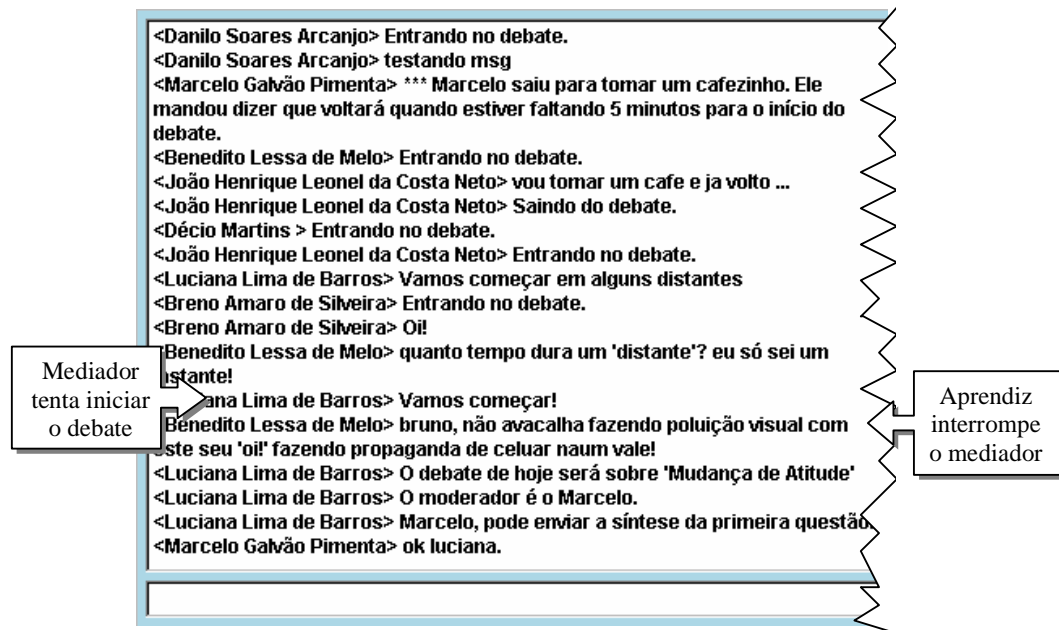 <Danilo Soares Arcanjo> Entrando no debate.
<Danilo Soares Arcanjo> testando msg
<Marcelo Galvão Pimenta> *** Marcelo saiu para tomar um cafezinho. Ele
mandou dizer que voltará quando estiver faltando 5 minutos para o início do
debate.
<Benedito Lessa de Melo> Entrando no debate.
<João Henrique Leonel da Costa Neto> vou tomar um cafe e ja volto ...
<João Henrique Leonel da Costa Neto> Saindo do debate.
<Décio Martins > Entrando no debate.
<João Henrique Leonel da Costa Neto> Entrando no debate.
<Luciana Lima de Barros> Vamos começar em alguns distantes
<Breno Amaro de Silveira> Entrando no debate.
<Breno Amaro de Silveira> Oi!
<Benedito Lessa de Melo> quanto tempo dura um 'distante'? eu só sei um
instante!
<Luciana Lima de Barros> Vamos começar!
<Benedito Lessa de Melo> bruno, não avacalha fazendo poluição visual com
este seu 'oi!' fazendo propaganda de celuar naum vale!
<Luciana Lima de Barros> O debate de hoje será sobre 'Mudança de Atitude'
<Luciana Lima de Barros> O moderador é o Marcelo.
<Luciana Lima de Barros> Marcelo, pode enviar a síntese da primeira questão.
<Marcelo Galvão Pimenta> ok luciana.
Mediador
tenta iniciar
o debate
Aprendiz
interrompe
o mediador